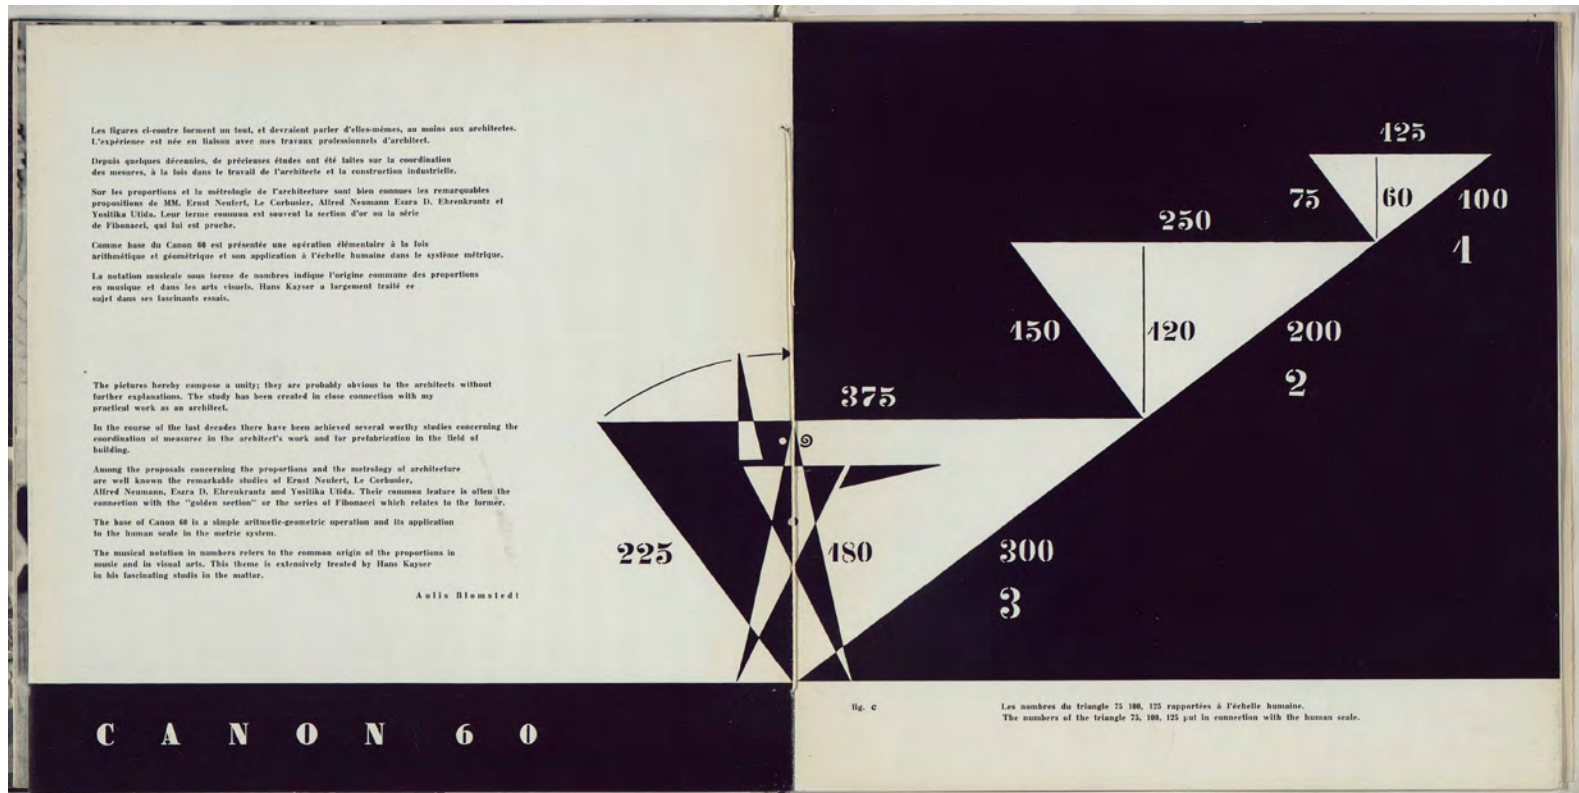 Les figures ci-contre forment un tout, et devraient parler d'elles-mêmes, au moins aux architectes.
L'expérience est née en liaison avec mes travaux professionnels d'architect.
Depuis quelques décennies, de précieuses études ont été faites sur la coordination
des mesures, à la fois dans le travail de l'architecte et la construction industrielle.
Sur les proportions et la métrologie de l'architecture sont bien connues les remarquables
propositions de MM. Ernst Neufert, Le Corbusier, Alfred Neumann Eszra D. Ehrenkrantz et
Yositika Utida. Leur terme commun est souvent la section d'or ou la série
de Fibonacci, qui lui est proche.
Comme base du Canon 60 est présentée une opération élémentaire à la fois
arithmétique et géométrique et son application à l'échelle humaine dans le système métrique.
La notation musicale sous forme de nombres indique l'origine commune des proportions
en musique et dans les arts visuels. Hans Kayser a largement traité ce
sujet dans ses fascinants essais.
The pictures hereby compose a unity; they are probably obvious to the architects without
further explanations. The study has been created in close connection with my
practical work as an architect.
In the course of the last decades there have been achieved several worthy studies concerning the
coordination of measures in the architect's work and for prefabrication in the field of
building.
Among the proposals concerning the proportions and the metrology of architecture
are well known the remarkable studies of Ernst Neufert, Le Corbusier,
Alfred Neumann, Eszra D. Ehrenkrantz and Yositika Utida. Their common feature is often the
connection with the "golden section" or the series of Fibonacci which relates to the former.
The base of Canon 60 is a simple aritmetic-geometric operation and its application
to the human scale in the metric system.
The musical notation in numbers refers to the common origin of the proportions in
music and in visual arts. This theme is extensively treated by Hans Kayser
in his fascinating studis in the mattar.
Aulis Blomstedt
CANON 60
125
75
60
100
1
250
150
120
200
2
375
225
180
300
3
fig. c
Les nombres du triangle 75 100, 125 rapportées à l'échelle humaine.
The numbers of the triangle 75, 100, 125 put in connection with the human scale.